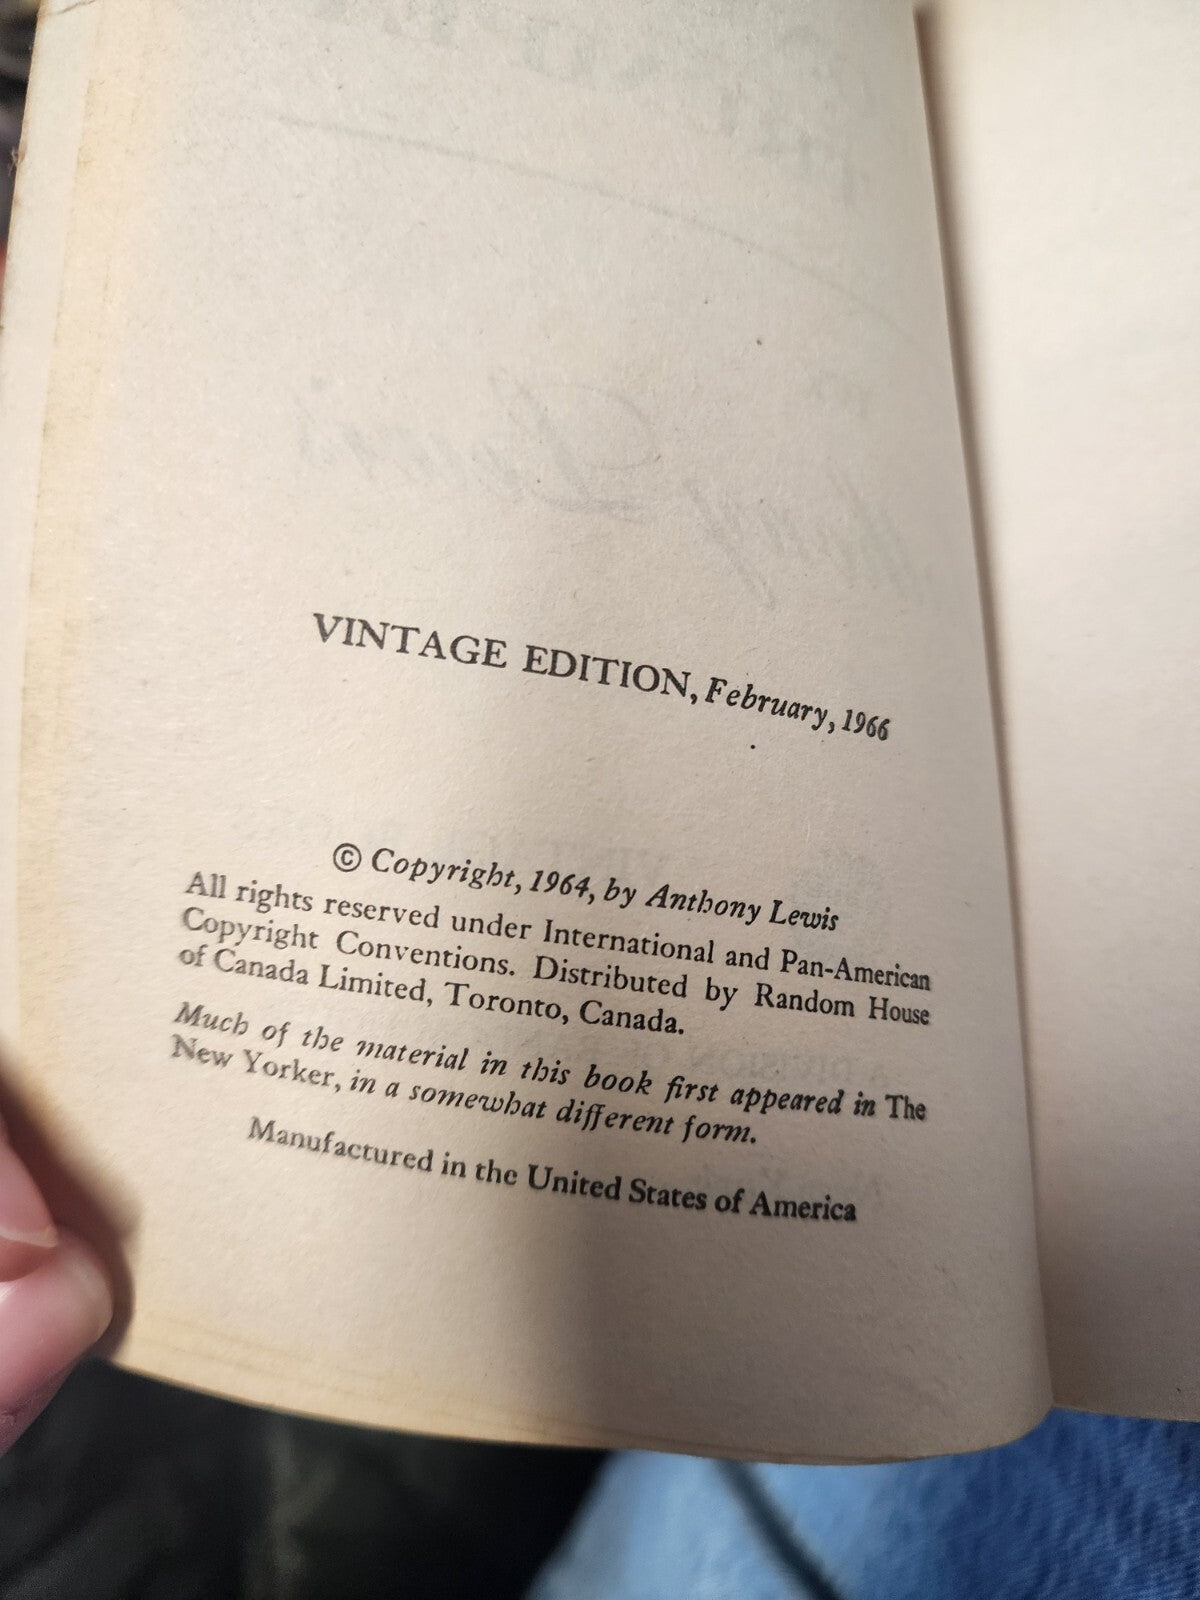 VINTAGE EDITION, February, 1966
© Copyright, 1964, by Anthony Lewis
All rights reserved under International and Pan-American
Copyright Conventions. Distributed by Random House
of Canada Limited, Toronto, Canada.
Much of the material in this book first appeared in The
New Yorker, in a somewhat different form.
Manufactured in the United States of America